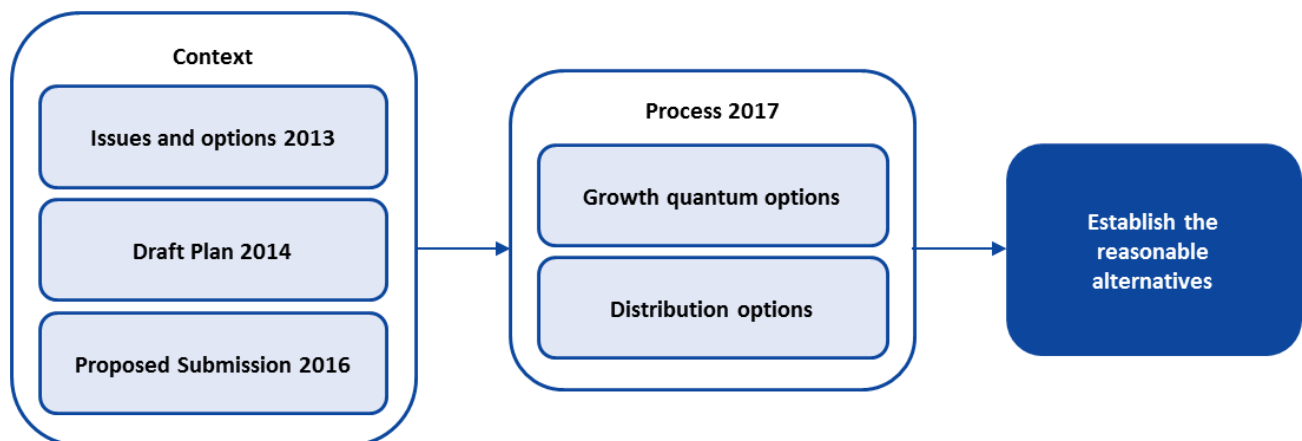 Context
Issues and options 2013
Draft Plan 2014
Proposed Submission 2016
Process 2017
Growth quantum options
Distribution options
Establish the
reasonable
alternatives